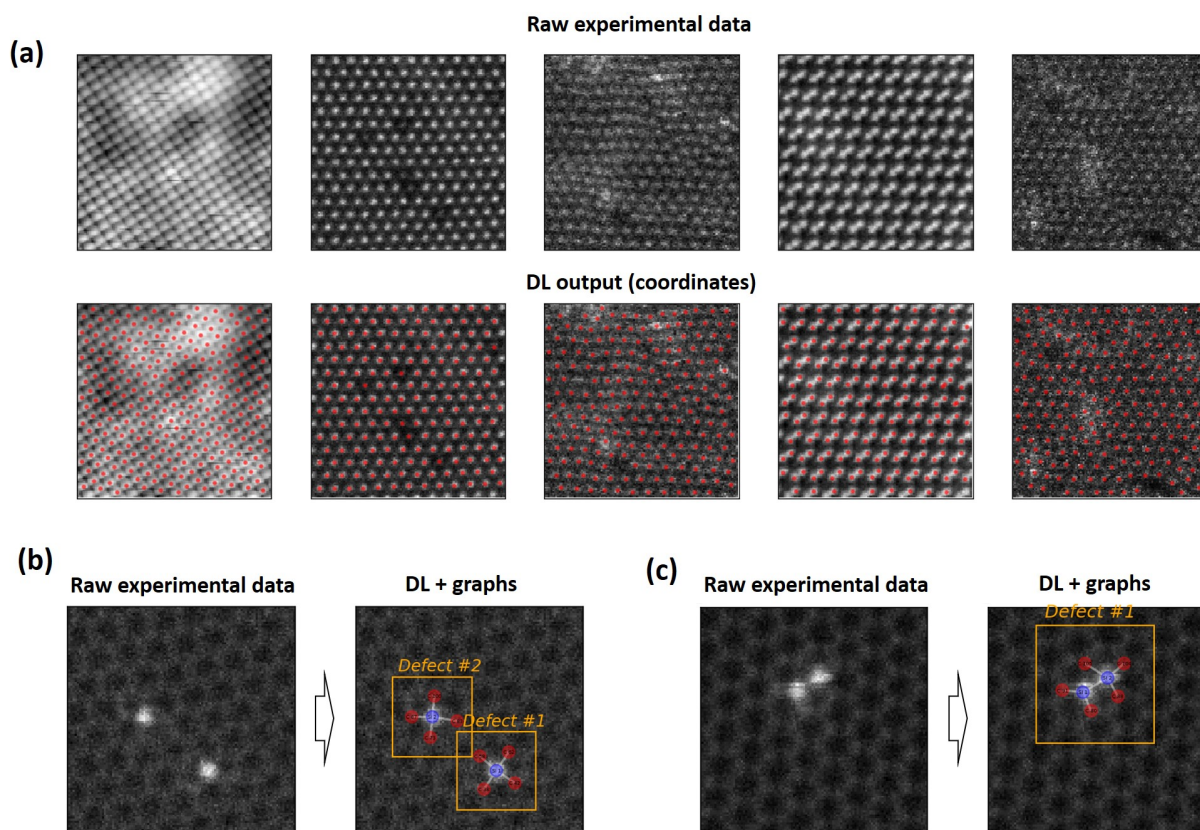 Raw experimental data
(a)
DL output (coordinates)
(b)
Raw experimental data
DL + graphs
Defect #2
Defect #1
(c)
Raw experimental data
DL + graphs
Defect #1